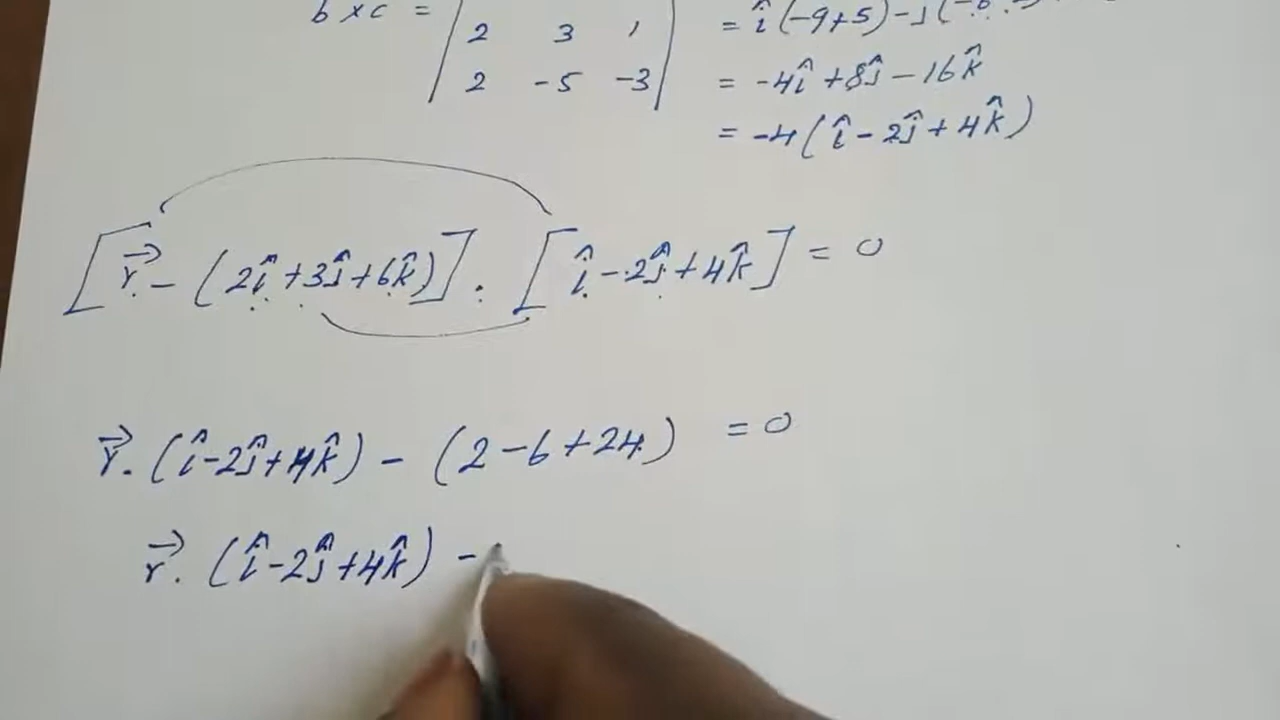 b × c = | 2 3 1 | = î(-9+5) - j(-6
| 2 -5 -3 | = -4î + 8ĵ - 16k̂
= -4(î - 2ĵ + 4k̂)
[r⃗ - (2î + 3ĵ + 6k̂)] . [î - 2ĵ + 4k̂] = 0
r⃗. (î - 2ĵ + 4k̂) - (2 - 6 + 24) = 0
r⃗. (î - 2ĵ + 4k̂) -